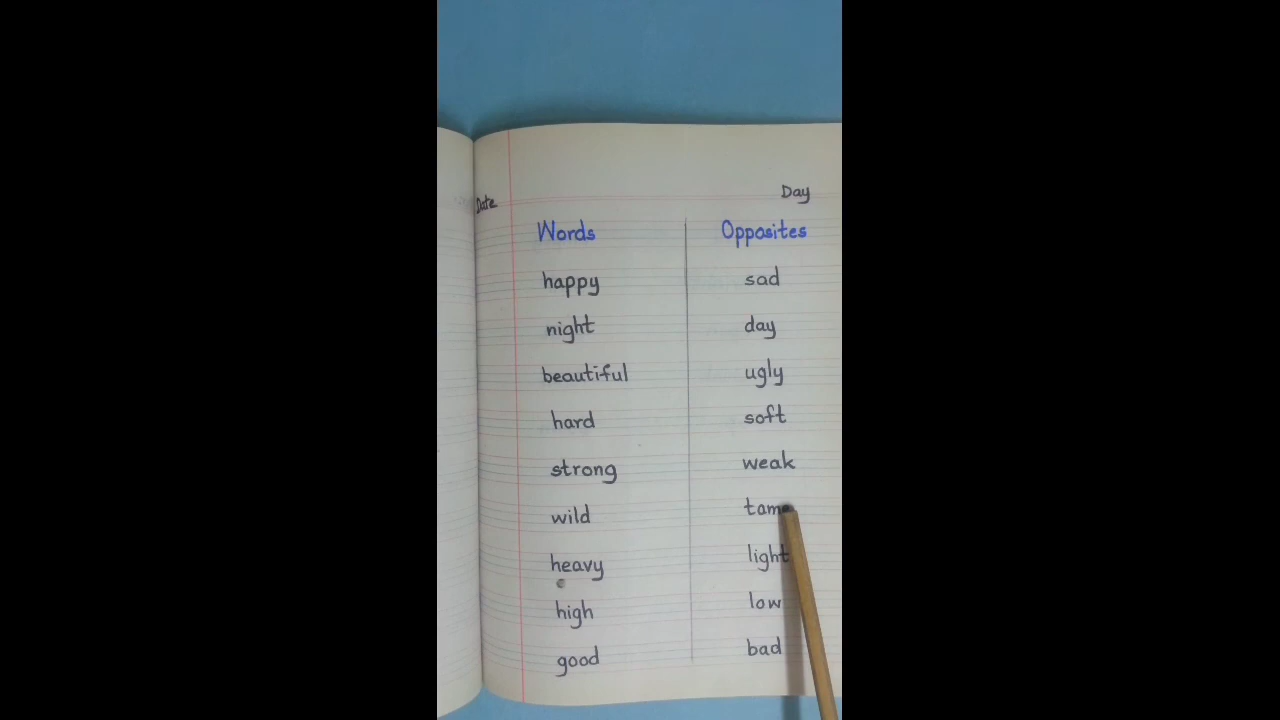 Date Day
Words Opposites
happy sad
night day
beautiful ugly
hard soft
strong weak
wild
heavy light
high low
good bad